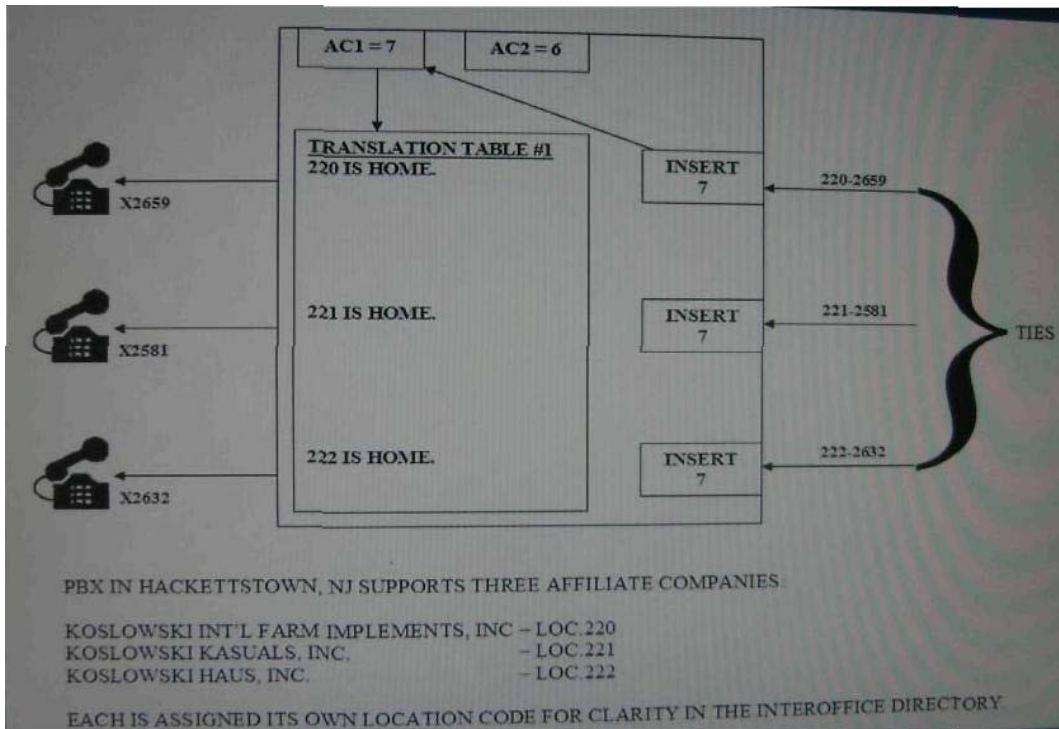 AC1 = 7
AC2 = 6
TRANSLATION TABLE #1
220 IS HOME.
INSERT
7
220-2659
X2659
221 IS HOME.
INSERT
7
221-2581
X2581
TIES
222 IS HOME.
INSERT
7
222-2632
X2632
PBX IN HACKETTSTOWN, NJ SUPPORTS THREE AFFILIATE COMPANIES:
KOSLOWSKI INT'L FARM IMPLEMENTS, INC – LOC.220
KOSLOWSKI KASUALS, INC. – LOC.221
KOSLOWSKI HAUS, INC. – LOC.222
EACH IS ASSIGNED ITS OWN LOCATION CODE FOR CLARITY IN THE INTEROFFICE DIRECTORY.